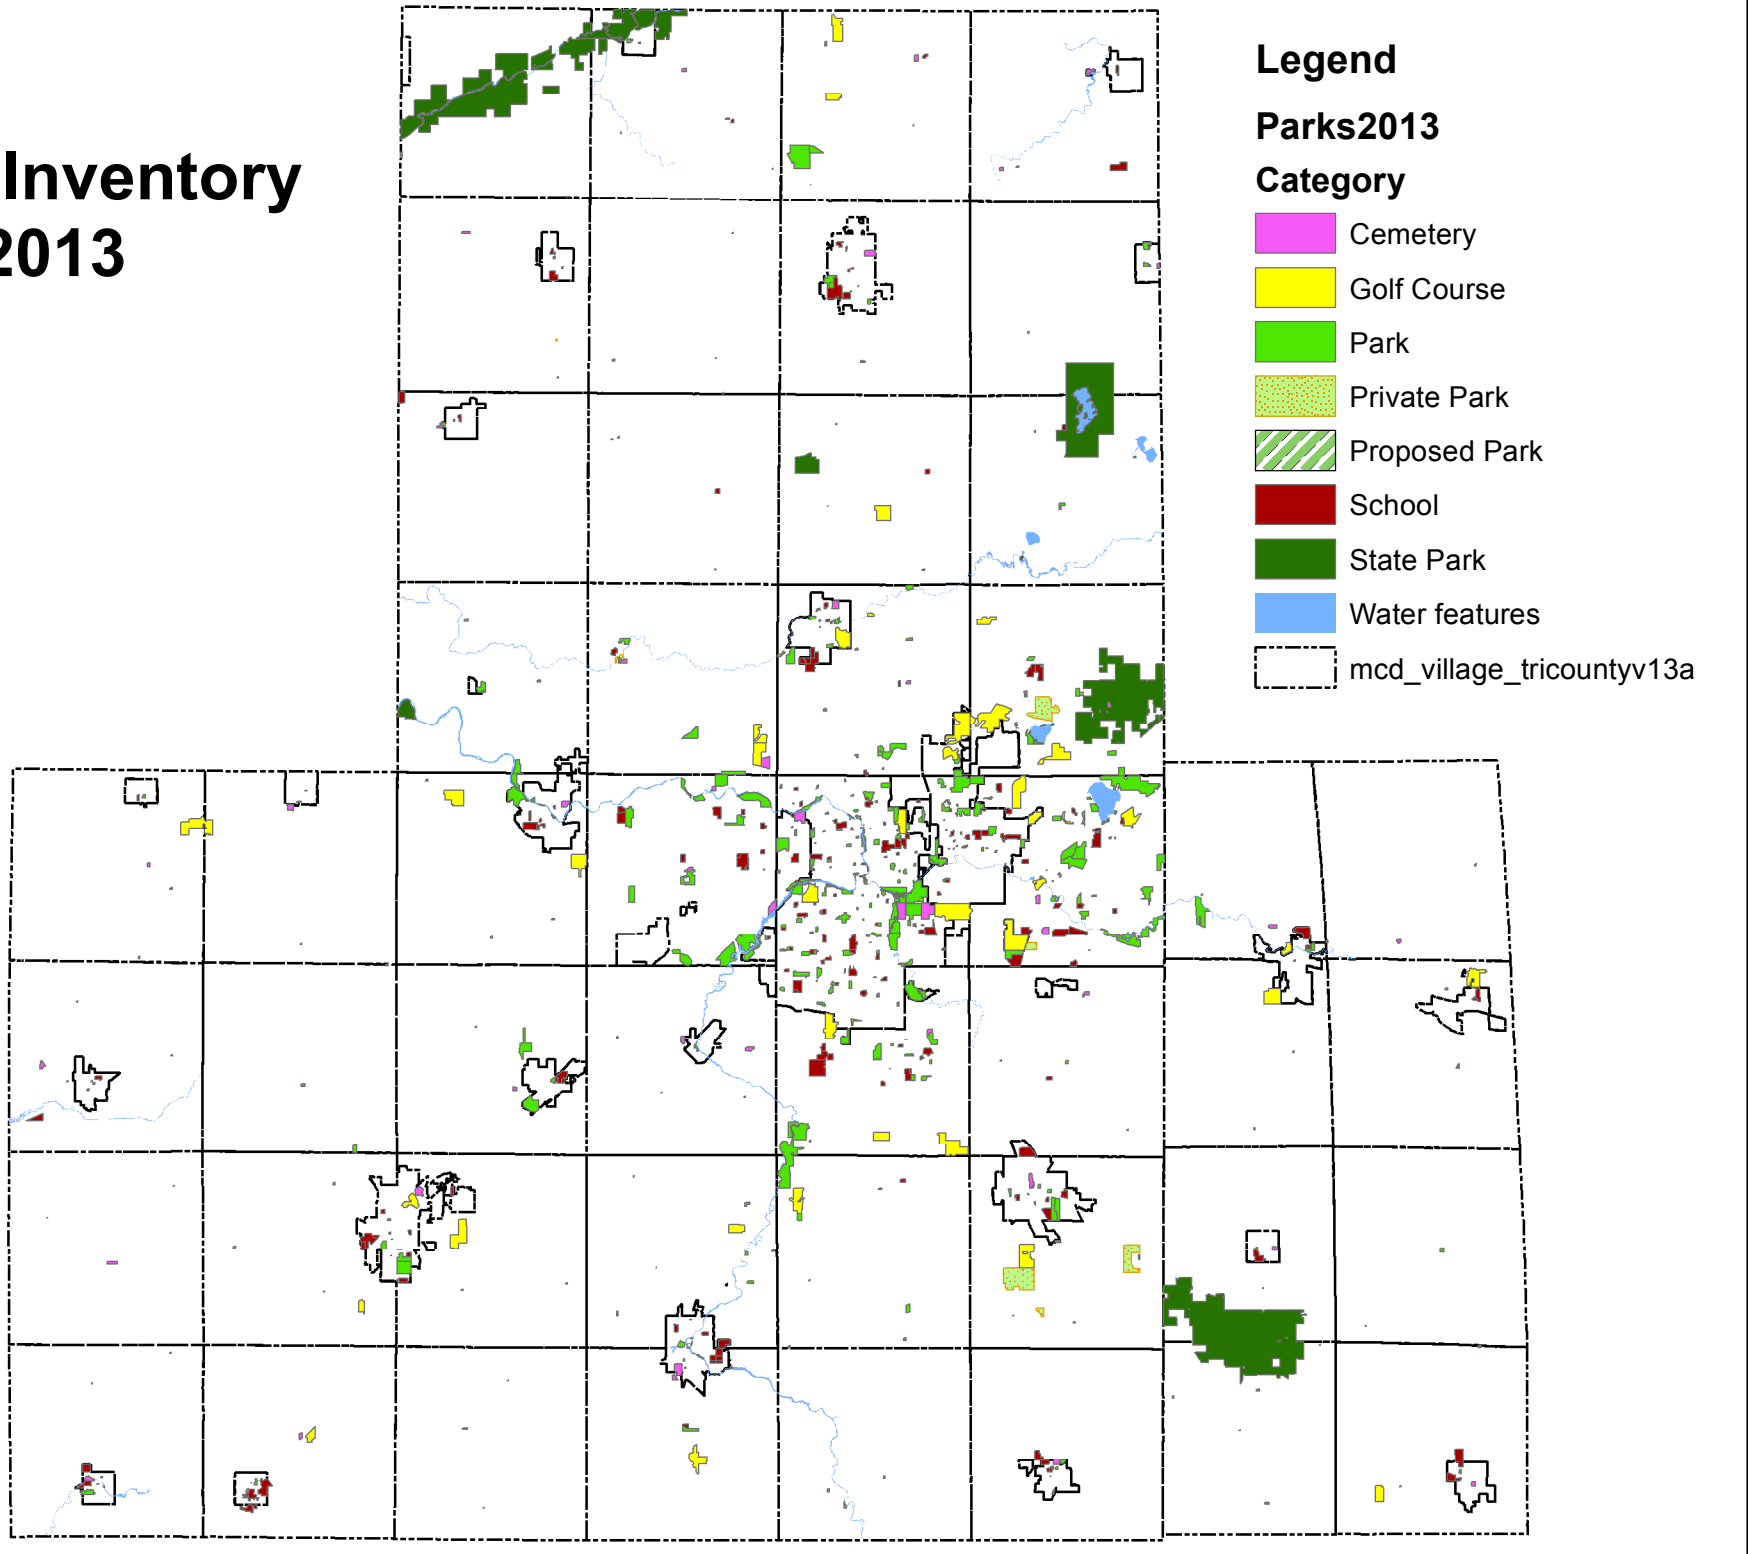 Inventory
2013
Legend
Parks2013
Category
Cemetery
Golf Course
Park
Private Park
Proposed Park
School
State Park
Water features
mcd_village_tricountyv13a